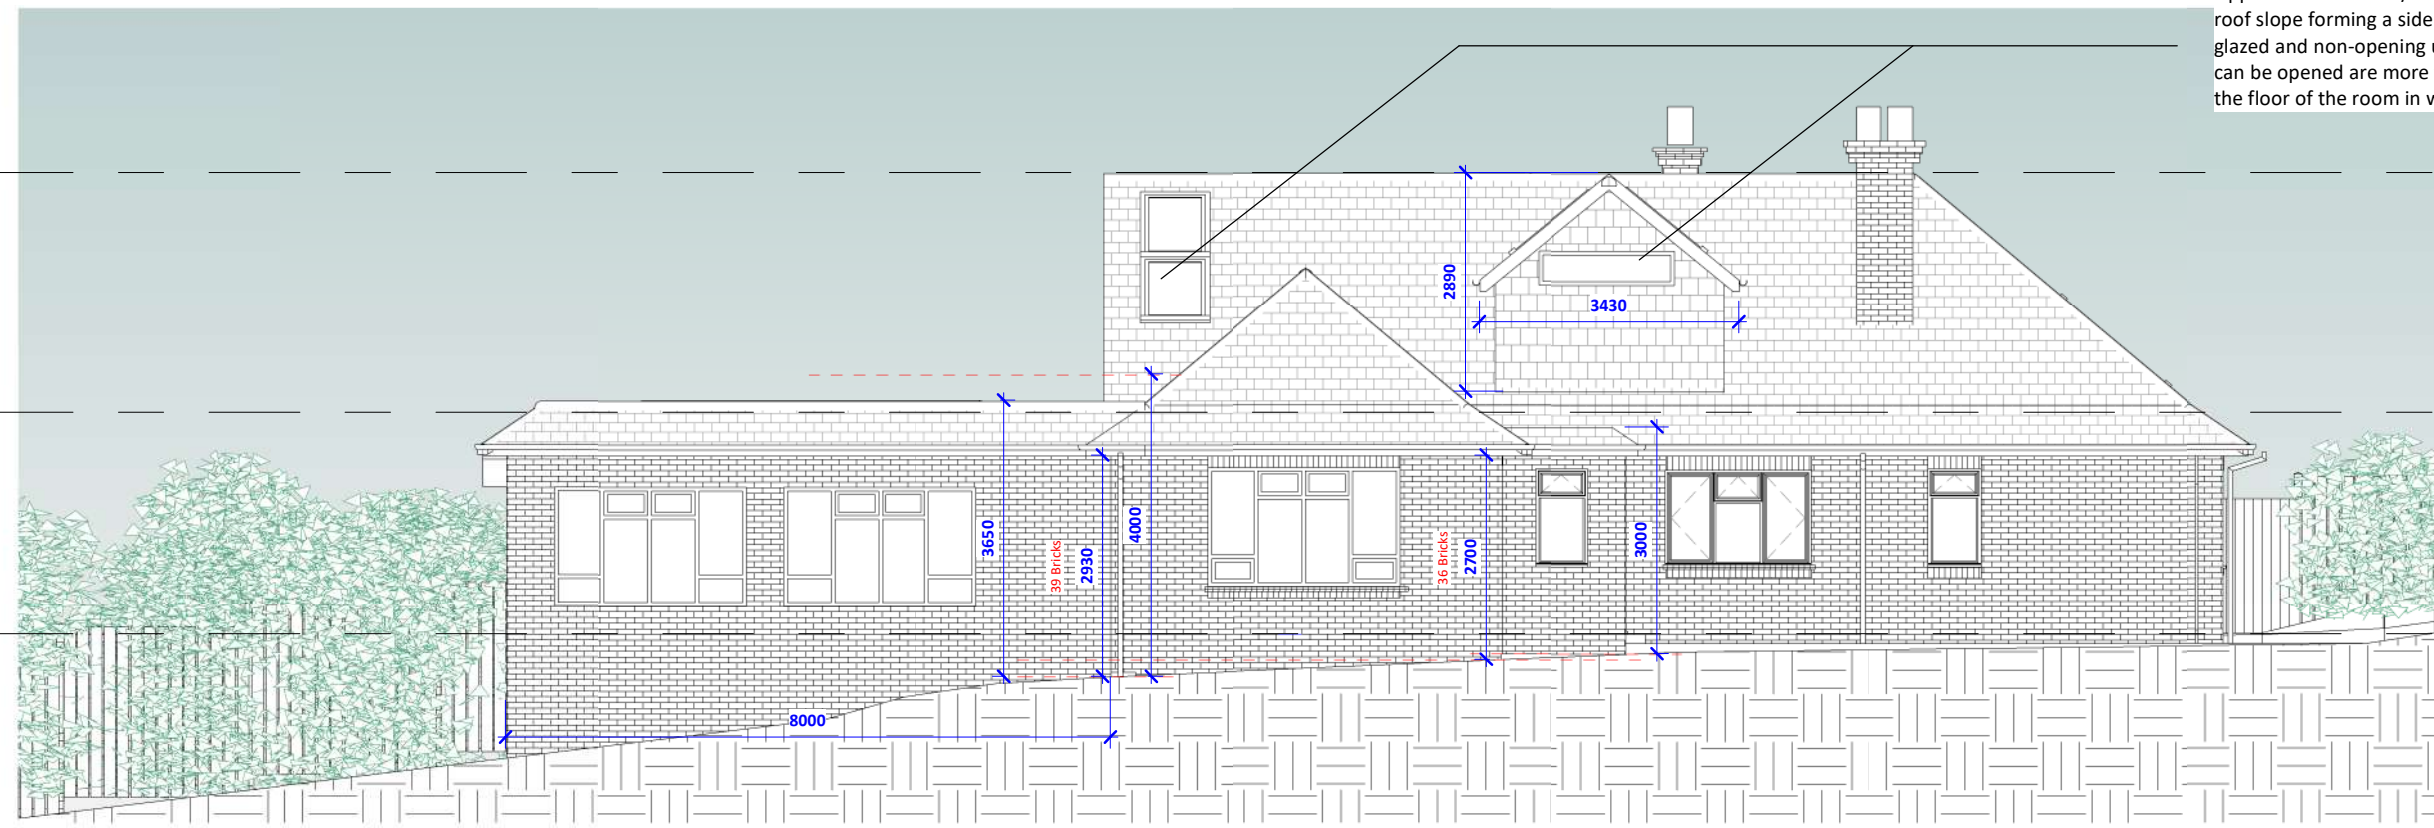 roof slope forming a side
glazed and non-opening
can be opened are more
the floor of the room in
2890
3430
3650
39 Bricks
2930
4000
36 Bricks
2700
3000
8000